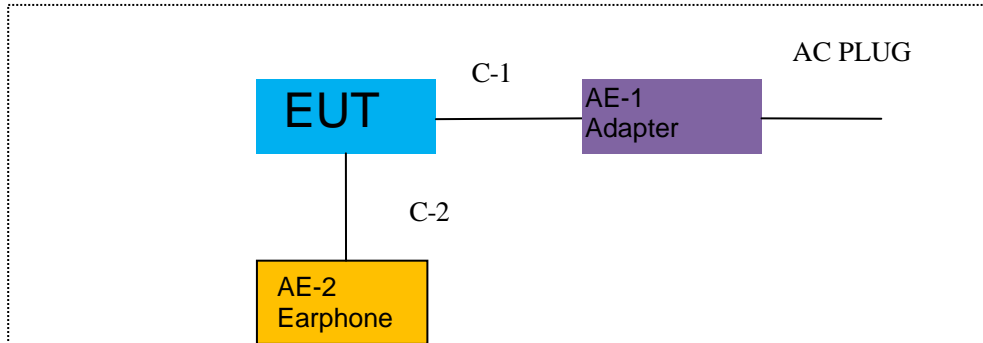 AC PLUG
C-1
EUT
AE-1
Adapter
C-2
AE-2
Earphone